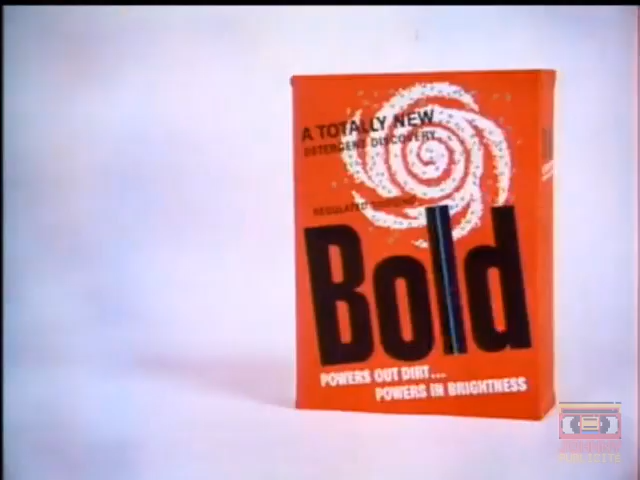 A TOTALLY NEW
DETERGENT DISCOVERY
REGULATED SUDSING
Bold
POWERS OUT DIRT...
POWERS IN BRIGHTNESS